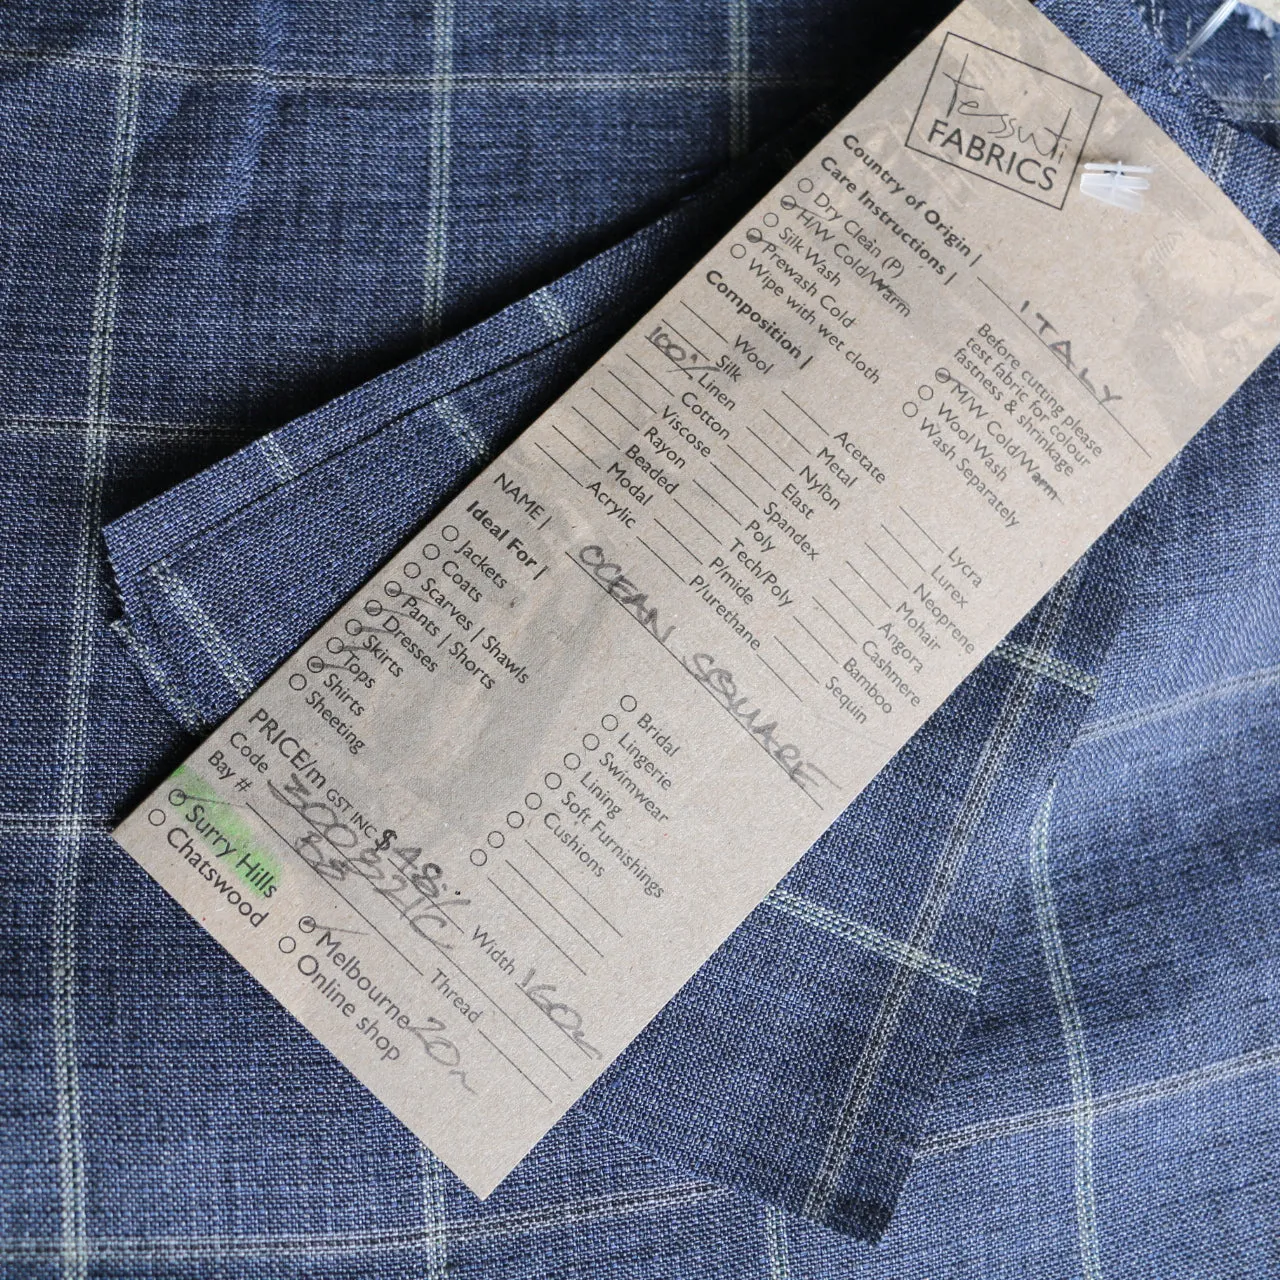 tessuti
FABRICS
Country of Origin | ITALY
Care Instructions |
Dry Clean (P)
H/W Cold/Warm
Silk Wash
Prewash Cold
Wipe with wet cloth
Before cutting please
test fabric for colour
fastness & shrinkage
M/W Cold/Warm
Wool Wash
Wash Separately
Composition |
Wool
Silk
100% Linen
Cotton
Viscose
Rayon
Beaded
Modal
Acrylic
Acetate
Metal
Nylon
Elast
Spandex
Poly
Tech/Poly
P/mide
P/urethane
Lycra
Lurex
Neoprene
Mohair
Angora
Cashmere
Bamboo
Sequin
NAME | OCEAN SQUARE
Ideal For |
Jackets
Coats
Scarves | Shawls
Pants | Shorts
Dresses
Skirts
Tops
Shirts
Sheeting
Bridal
Lingerie
Swimwear
Lining
Soft Furnishings
Cushions
PRICE/m GST INC $48
Width
Code
Bay # B8
Thread
Surry Hills
Chatswood
Melbourne
Online shop